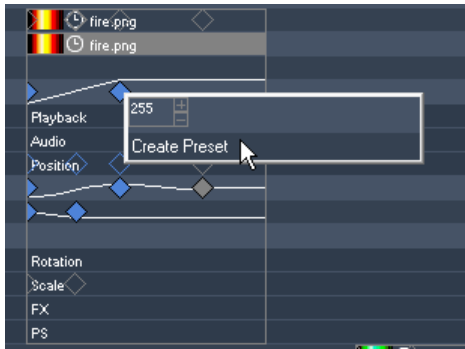 fire.png
fire.png
255
Create Preset
Playback
Audio
Position
Rotation
Scale
FX
PS